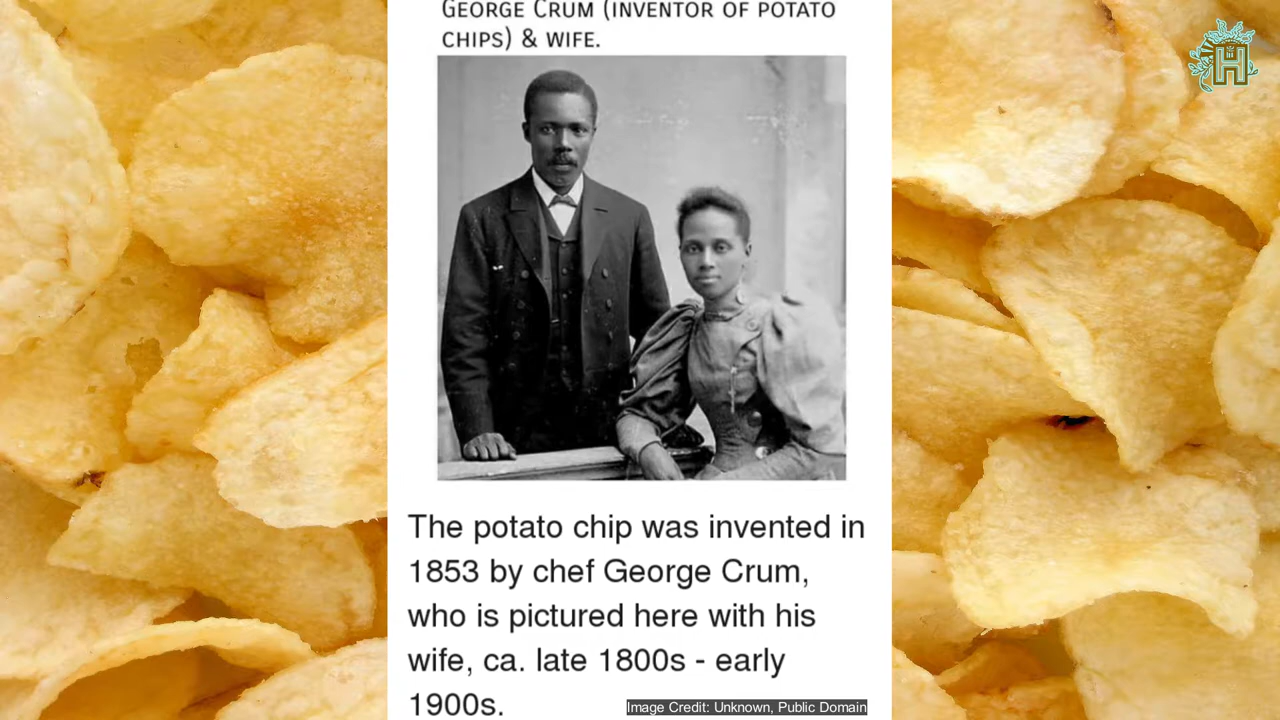 GEORGE CRUM (INVENTOR OF POTATO
CHIPS) & WIFE.
H
The potato chip was invented in
1853 by chef George Crum,
who is pictured here with his
wife, ca. late 1800s - early
1900s.
Image Credit: Unknown, Public Domain